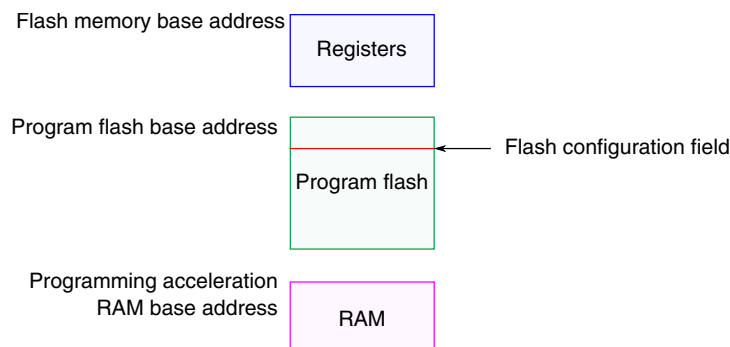 Flash memory base address
Registers
Program flash base address
Flash configuration field
Program flash
Programming acceleration
RAM base address
RAM